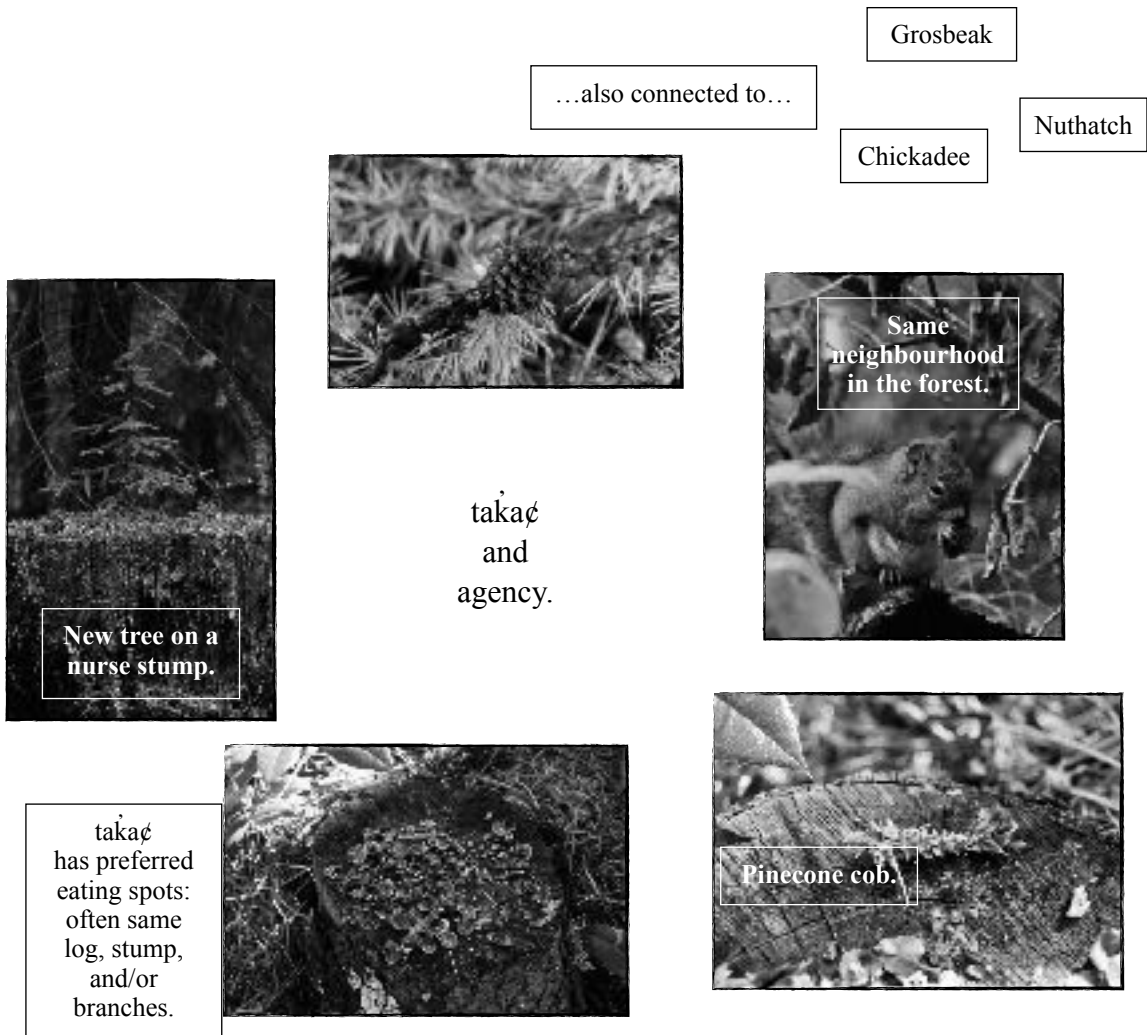 Grosbeak
…also connected to…
Nuthatch
Chickadee
Same
neighbourhood
in the forest.
tak̓a¢
and
agency.
New tree on a
nurse stump.
tak̓a¢
has preferred
eating spots:
often same
log, stump,
and/or
branches.
Pinecone cob.